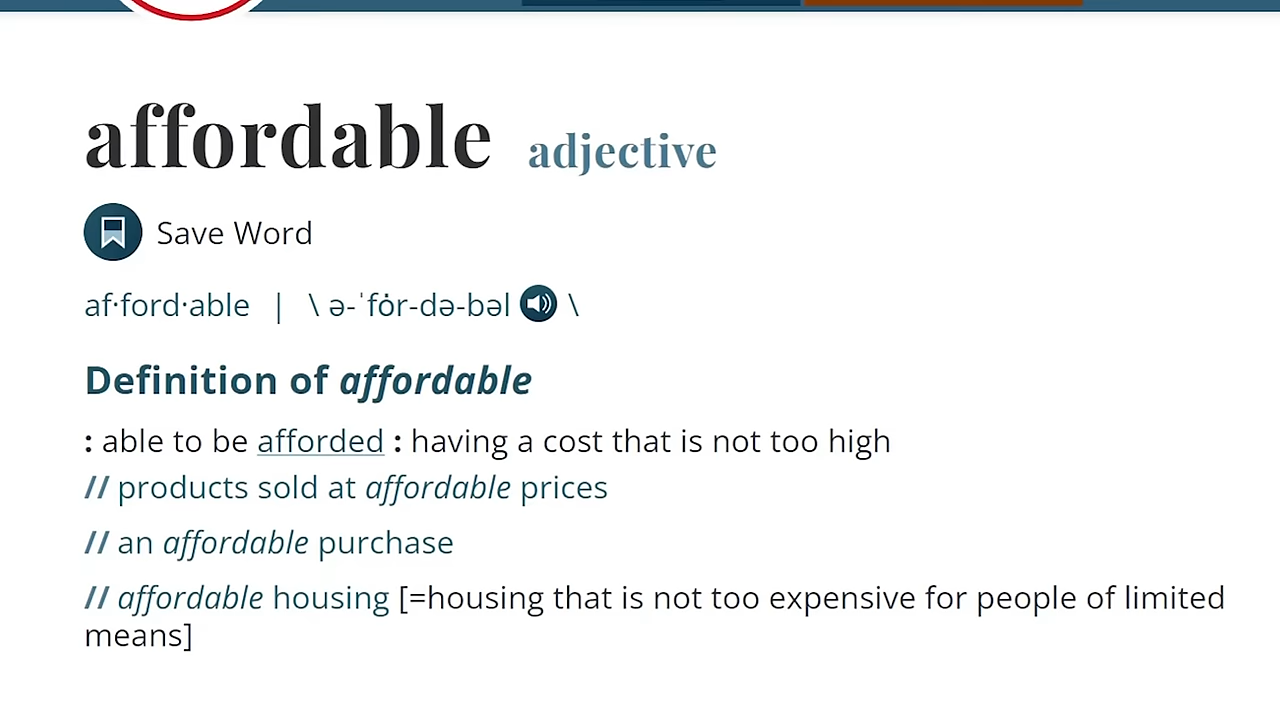 affordable adjective
Save Word
af·ford·able | \ ə-ˈfȯr-də-bəl \
Definition of affordable
: able to be afforded : having a cost that is not too high
// products sold at affordable prices
// an affordable purchase
// affordable housing [=housing that is not too expensive for people of limited
means]